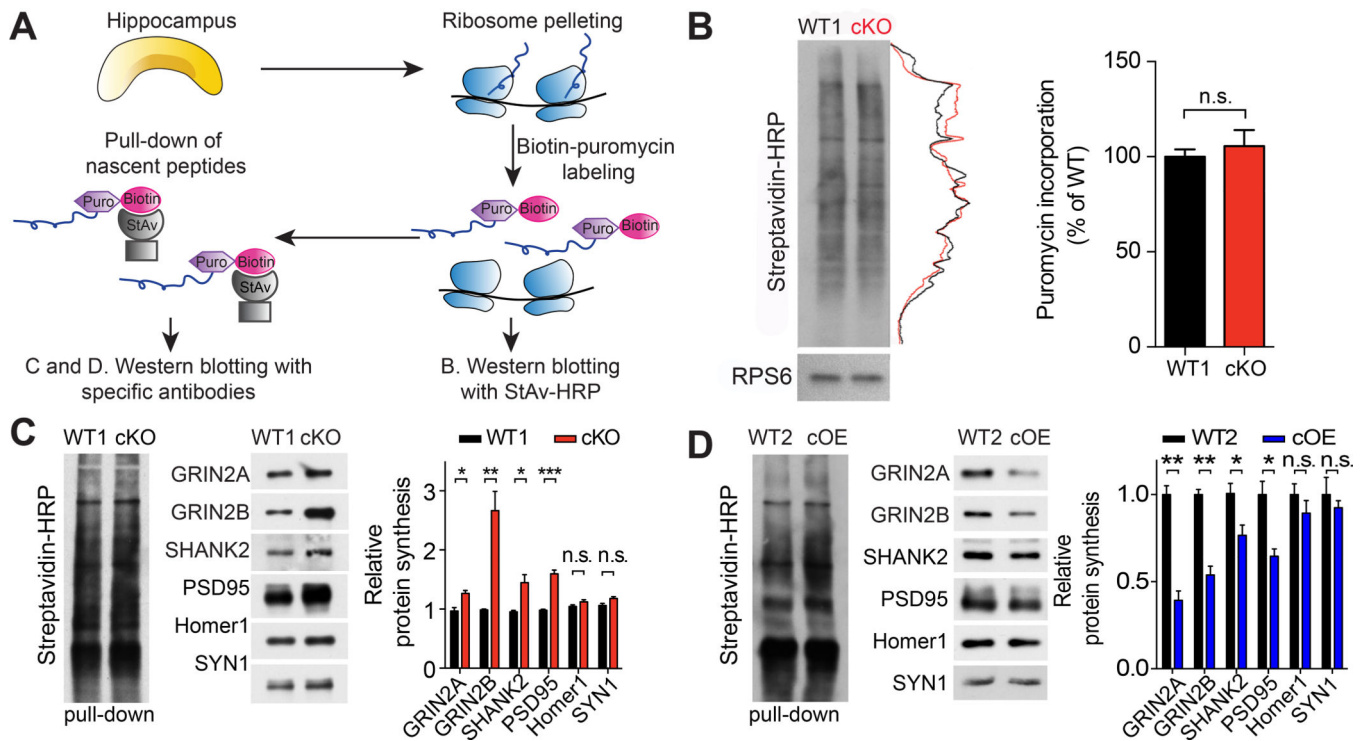 A
Hippocampus
Ribosome pelleting
Biotin-puromycin
labeling
Pull-down of
nascent peptides
Puro Biotin
StAv
Puro Biotin
StAv
Puro Biotin
Puro Biotin
C and D. Western blotting with
specific antibodies
B. Western blotting
with StAv-HRP
B
WT1 cKO
Streptavidin-HRP
RPS6
Puromycin incorporation
(% of WT)
150
100
50
0
n.s.
WT1
cKO
C
WT1 cKO
Streptavidin-HRP
pull-down
WT1 cKO
GRIN2A
GRIN2B
SHANK2
PSD95
Homer1
SYN1
WT1 cKO
Relative
protein synthesis
3
2
1
0
* ** * *** n.s. n.s.
GRIN2A
GRIN2B
SHANK2
PSD95
Homer1
SYN1
D
WT2 cOE
Streptavidin-HRP
pull-down
WT2 cOE
GRIN2A
GRIN2B
SHANK2
PSD95
Homer1
SYN1
WT2
cOE
Relative
protein synthesis
1.0
0.5
0.0
** ** * * n.s. n.s.
GRIN2A
GRIN2B
SHANK2
PSD95
Homer1
SYN1